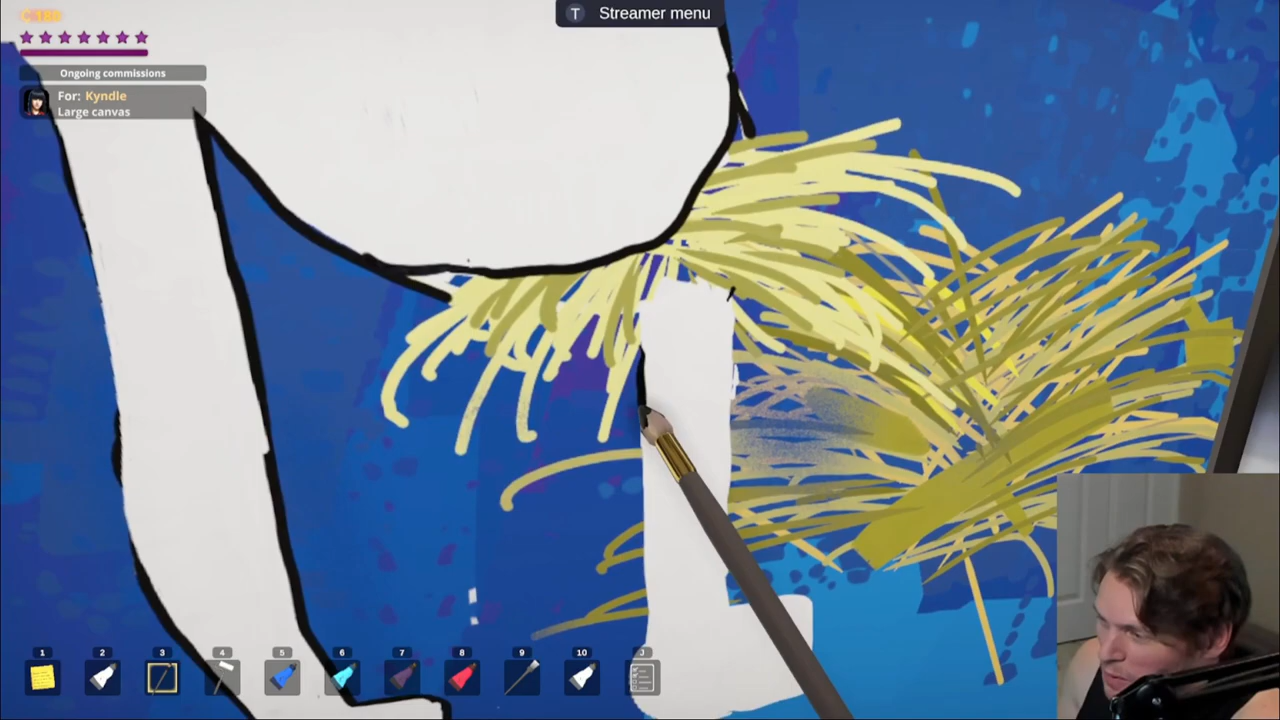 T Streamer menu
Ongoing commissions
For: Kyndle
Large canvas
1 2 3 4 5 6 7 8 9 10 J